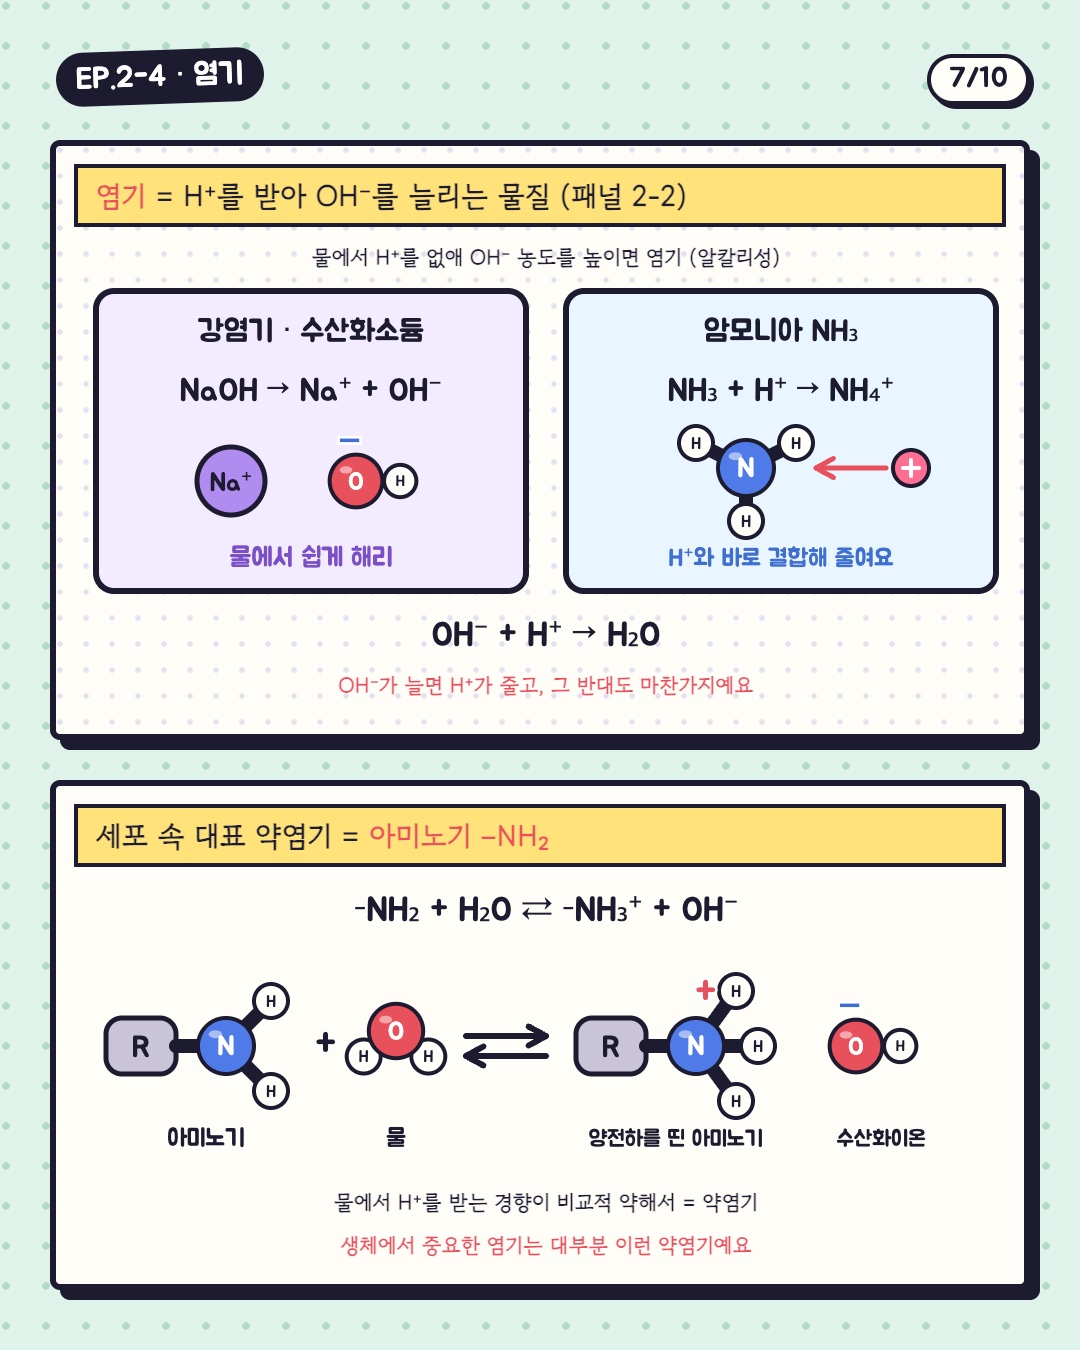 EP.2-4 · 염기
7/10
염기 = H⁺를 받아 OH⁻를 늘리는 물질 (패널 2-2)
물에서 H⁺를 없애 OH⁻ 농도를 높이면 염기 (알칼리성)
강염기 · 수산화소듐
NaOH → Na⁺ + OH⁻
Na⁺
−
O
H
물에서 쉽게 해리
암모니아 NH₃
NH₃ + H⁺ → NH₄⁺
H
H
N
+
H
H⁺와 바로 결합해 줄여요
OH⁻ + H⁺ → H₂O
OH⁻가 늘면 H⁺가 줄고, 그 반대도 마찬가지예요
세포 속 대표 약염기 = 아미노기 –NH₂
-NH₂ + H₂O ⇄ -NH₃⁺ + OH⁻
R
N
H
H
아미노기
+
O
H
H
물
R
N
+
H
H
H
양전하를 띤 아미노기
−
O
H
수산화이온
물에서 H⁺를 받는 경향이 비교적 약해서 = 약염기
생체에서 중요한 염기는 대부분 이런 약염기예요